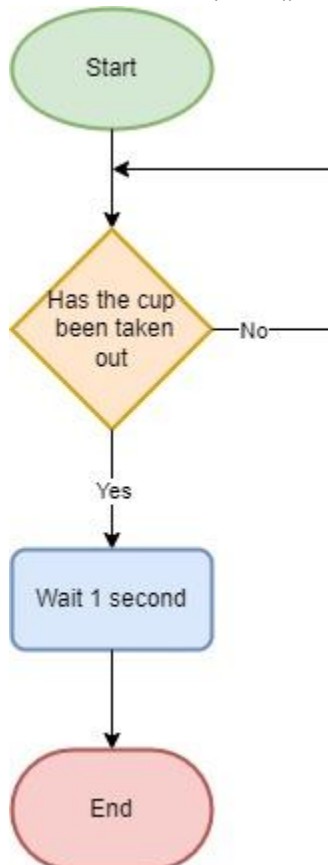 Start
Has the cup
been taken
out
No
Yes
Wait 1 second
End